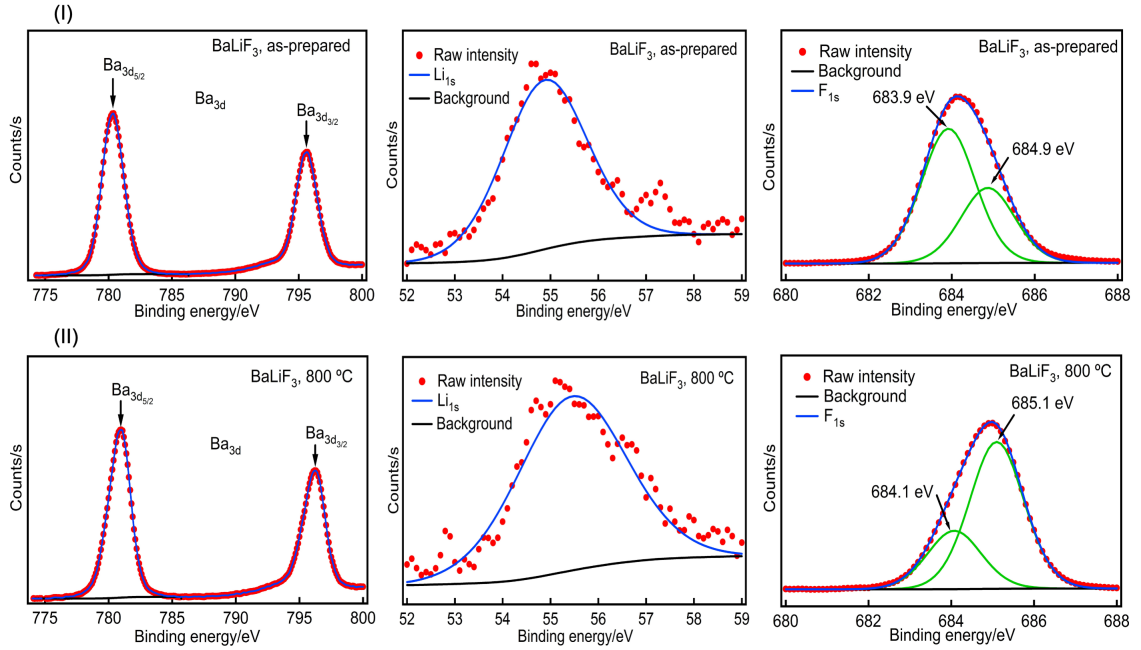 (I)
BaLiF3, as-prepared
Ba3d5/2
Ba3d
Ba3d3/2
Counts/s
775 780 785 790 795 800
Binding energy/eV
BaLiF3, as-prepared
Raw intensity
Li1s
Background
Counts/s
52 53 54 55 56 57 58 59
Binding energy/eV
Raw intensity
BaLiF3, as-prepared
Background
F1s
683.9 eV
684.9 eV
Counts/s
680 682 684 686 688
Binding energy/eV
(II)
BaLiF3, 800 ºC
Ba3d5/2
Ba3d
Ba3d3/2
Counts/s
775 780 785 790 795 800
Binding energy/eV
Raw intensity
BaLiF3, 800 ºC
Li1s
Background
Counts/s
52 53 54 55 56 57 58 59
Binding energy/eV
Raw intensity
BaLiF3, 800 ºC
Background
F1s
685.1 eV
684.1 eV
Counts/s
680 682 684 686 688
Binding energy/eV